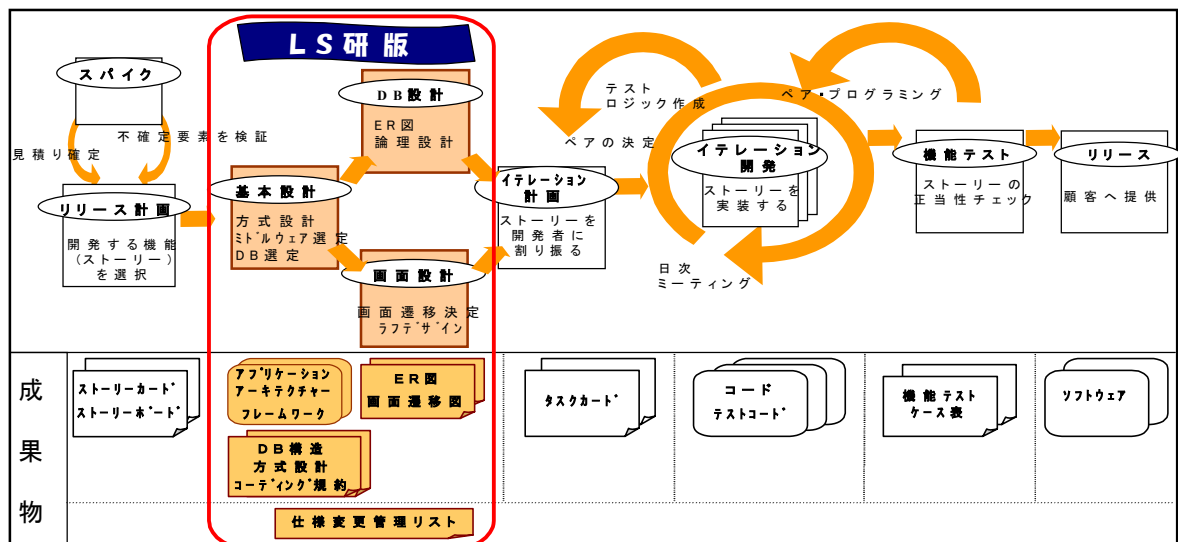 LS研版
スパイク
不確定要素を検証
見積り確定
リリース計画
開発する機能
(ストーリー)
を選択
基本設計
方式設計
ミドルウェア選定
DB選定
DB設計
ER図
論理設計
画面設計
画面遷移決定
ラフデザイン
イテレーション
計画
ストーリーを
開発者に
割り振る
テスト
ロジック作成
ペアの決定
ペア・プログラミング
イテレーション
開発
ストーリーを
実装する
日次
ミーティング
機能テスト
ストーリーの
正当性チェック
リリース
顧客へ提供
成果物
ストーリーカード
ストーリーボード
アプリケーション
アーキテクチャー
フレームワーク
ER図
画面遷移図
DB構造
方式設計
コーディング規約
仕様変更管理リスト
タスクカード
コード
テストコード
機能テスト
ケース表
ソフトウェア